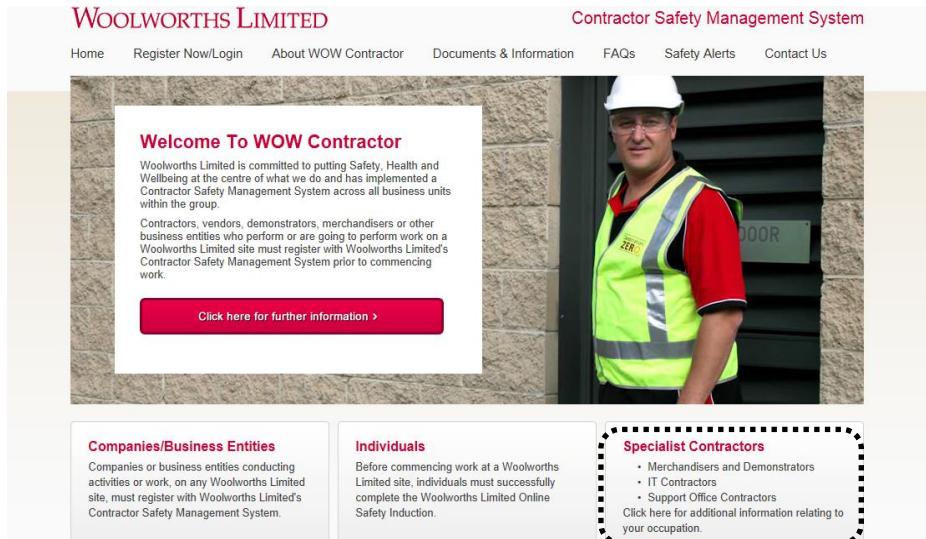 WOOLWORTHS LIMITED
Contractor Safety Management System
Home Register Now/Login About WOW Contractor Documents & Information FAQs Safety Alerts Contact Us
Welcome To WOW Contractor
Woolworths Limited is committed to putting Safety, Health and
Wellbeing at the centre of what we do and has implemented a
Contractor Safety Management System across all business units
within the group.
Contractors, vendors, demonstrators, merchandisers or other
business entities who perform or are going to perform work on a
Woolworths Limited site must register with Woolworths Limited's
Contractor Safety Management System prior to commencing
work.
Click here for further information ›
ZERO
OOR
Companies/Business Entities
Companies or business entities conducting
activities or work, on any Woolworths Limited
site, must register with Woolworths Limited's
Contractor Safety Management System.
Individuals
Before commencing work at a Woolworths
Limited site, individuals must successfully
complete the Woolworths Limited Online
Safety Induction.
Specialist Contractors
• Merchandisers and Demonstrators
• IT Contractors
• Support Office Contractors
Click here for additional information relating to
your occupation.